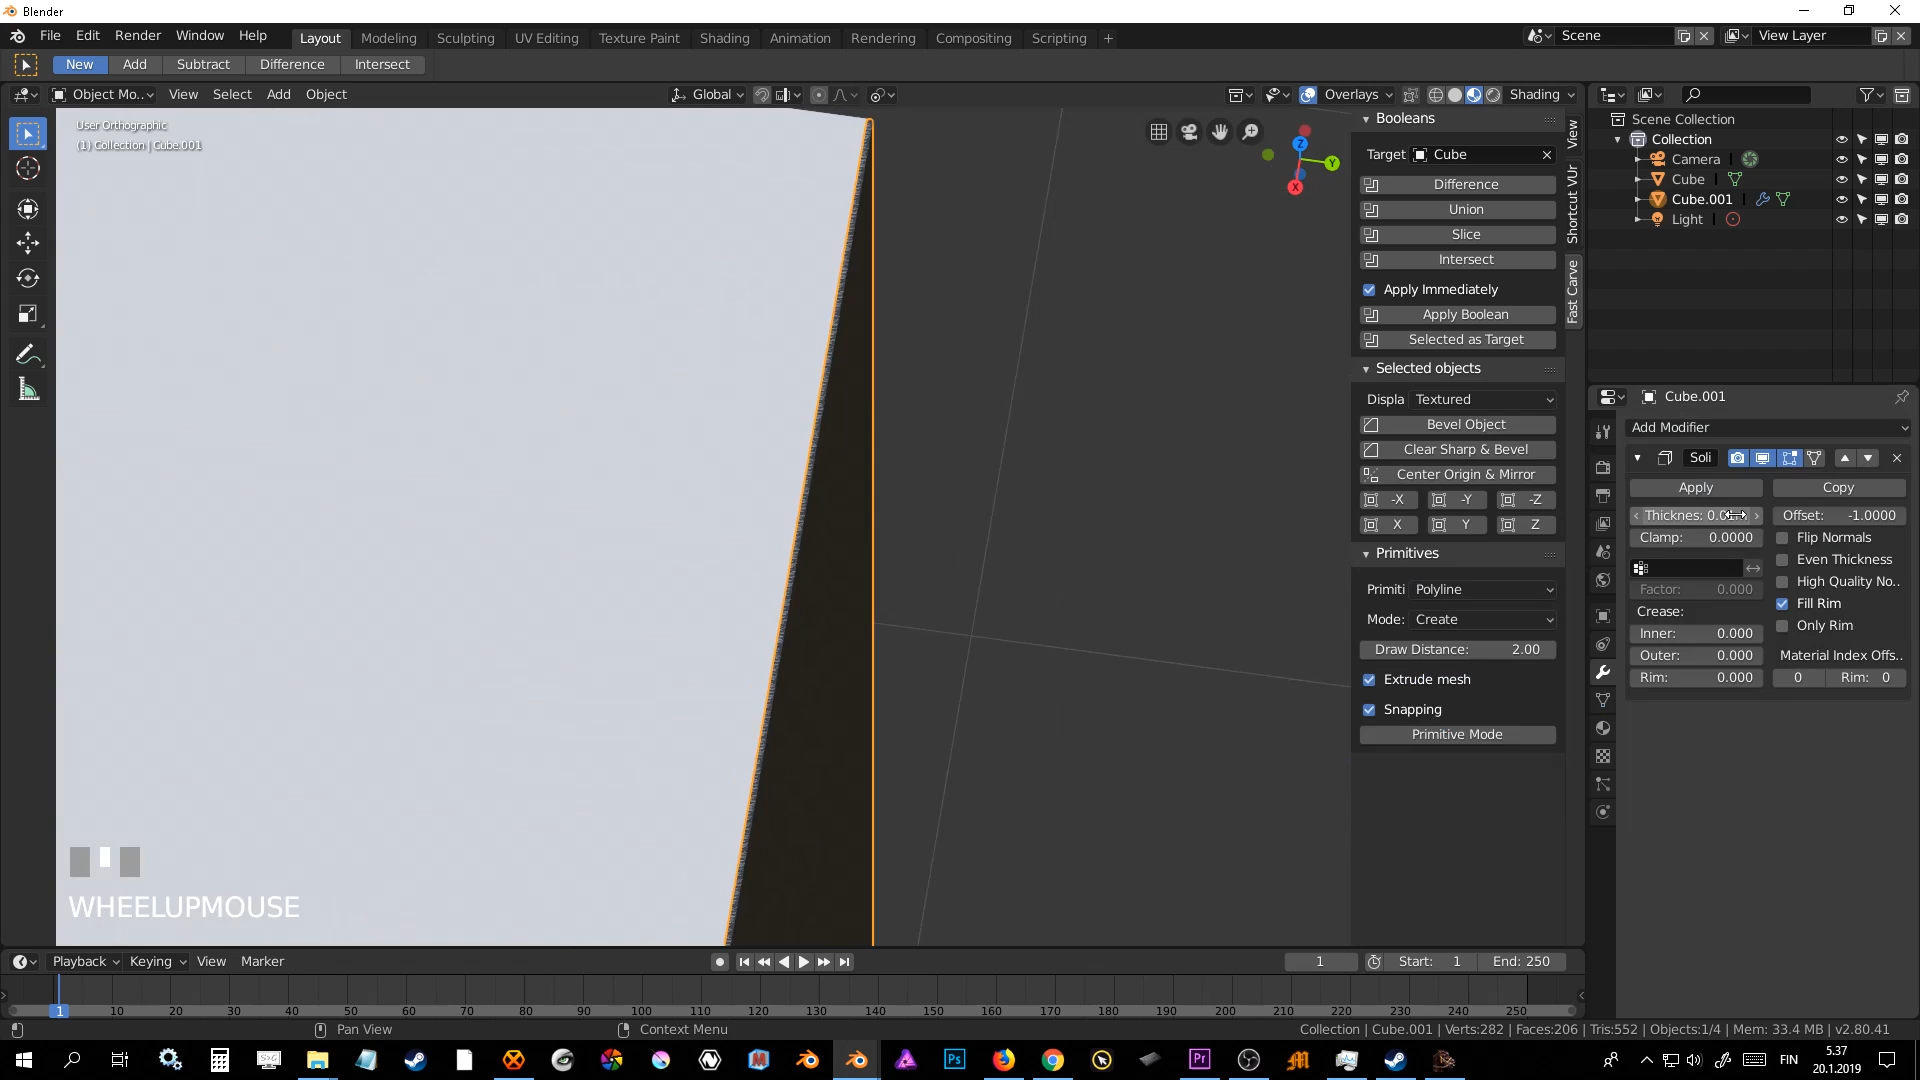 Blender
File Edit Render Window Help
Layout Modeling Sculpting UV Editing Texture Paint Shading Animation Rendering Compositing Scripting +
Scene
View Layer
New Add Subtract Difference Intersect
Object Mo.. View Select Add Object
Global
Overlays
Shading
User Orthographic
(1) Collection | Cube.001
Z
Y
X
Booleans
Target Cube
Difference
Union
Slice
Intersect
Apply Immediately
Apply Boolean
Selected as Target
Selected objects
Displa Textured
Bevel Object
Clear Sharp & Bevel
Center Origin & Mirror
-X -Y -Z
X Y Z
Primitives
Primiti Polyline
Mode: Create
Draw Distance: 2.00
Extrude mesh
Snapping
Primitive Mode
View
Shortcut VUr
Fast Carve
Scene Collection
Collection
Camera
Cube
Cube.001
Light
Cube.001
Add Modifier
Soli
Apply Copy
Thicknes: Offset: -1.0000
Clamp: 0.0000 Flip Normals
Even Thickness
High Quality No..
Factor: 0.000
Fill Rim
Crease:
Only Rim
Inner: 0.000
Outer: 0.000 Material Index Offs..
Rim: 0.000 0 Rim: 0
WHEELUPMOUSE
Playback Keying View Marker
1 Start: 1 End: 250
1 10 20 30 40 50 60 70 80 90 100 110 120 130 140 150 160 170 180 190 200 210 220 230 240 250
Pan View Context Menu
Collection | Cube.001 | Verts:282 | Faces:206 | Tris:552 | Objects:1/4 | Mem: 33.4 MB | v2.80.41
FIN
5.37
20.1.2019